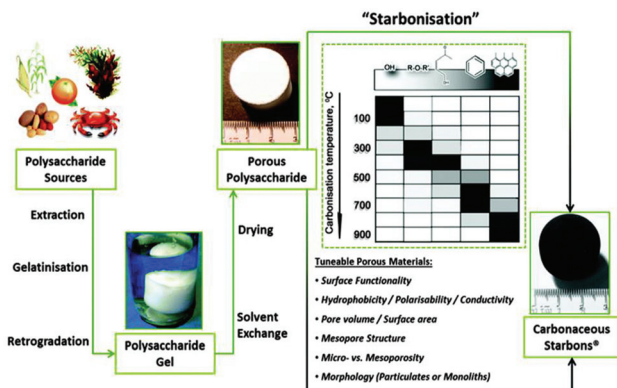 "Starbonisation"
OH
R-O-R'
Carbonisation temperature, °C
100
300
500
700
900
Polysaccharide
Sources
Porous
Polysaccharide
Extraction
Gelatinisation
Retrogradation
Polysaccharide
Gel
Drying
Solvent
Exchange
Tuneable Porous Materials:
• Surface Functionality
• Hydrophobicity / Polarisability / Conductivity
• Pore volume / Surface area
• Mesopore Structure
• Micro- vs. Mesoporosity
• Morphology (Particulates or Monoliths)
Carbonaceous
Starbons®